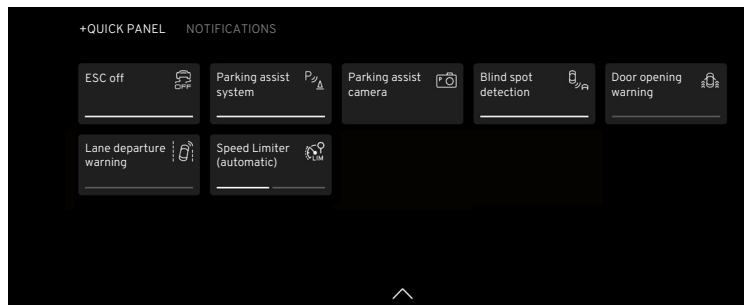 +QUICK PANEL NOTIFICATIONS
ESC off
OFF
Parking assist
system
P
Parking assist
camera
P
Blind spot
detection
Door opening
warning
Lane departure
warning
Speed Limiter
(automatic)
LIM